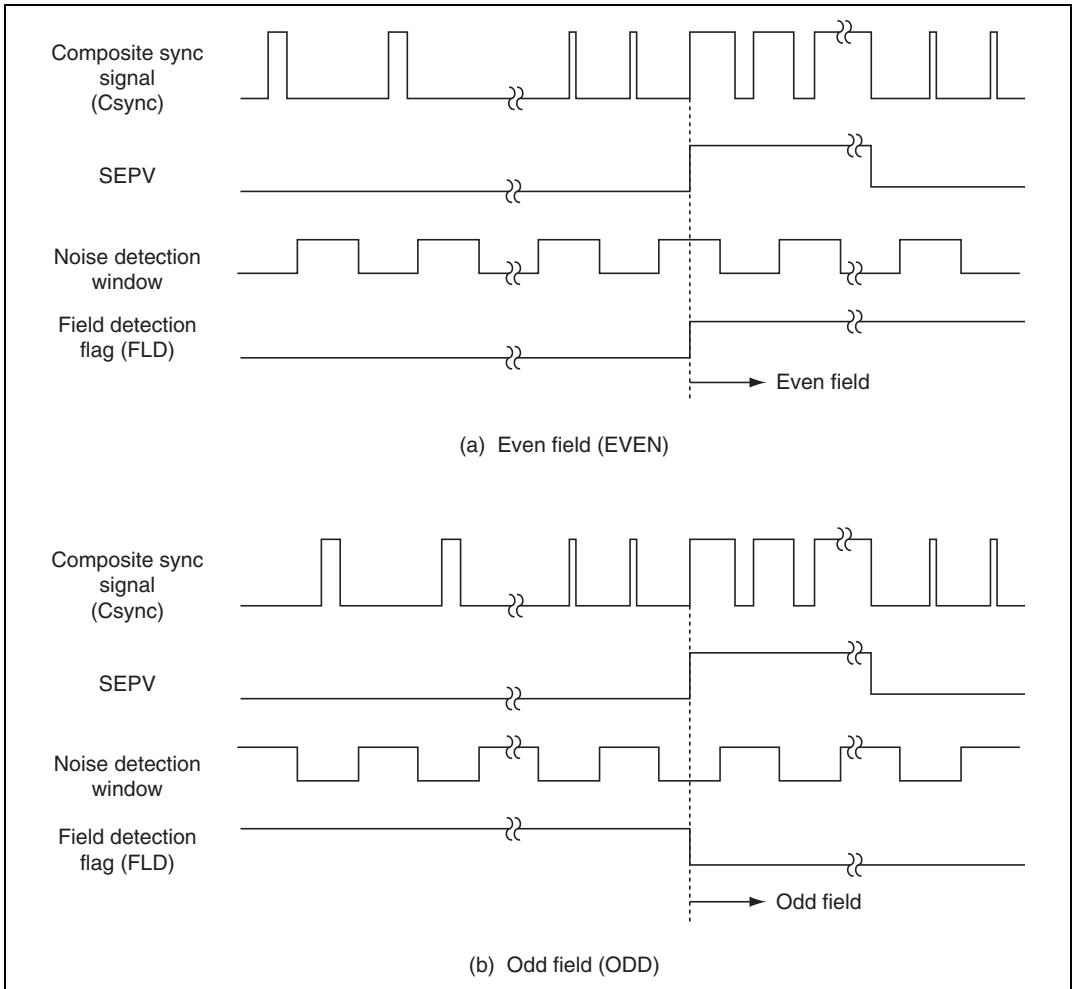 Composite sync
signal
(Csync)
SEPV
Noise detection
window
Field detection
flag (FLD)
Even field
(a) Even field (EVEN)
Composite sync
signal
(Csync)
SEPV
Noise detection
window
Field detection
flag (FLD)
Odd field
(b) Odd field (ODD)